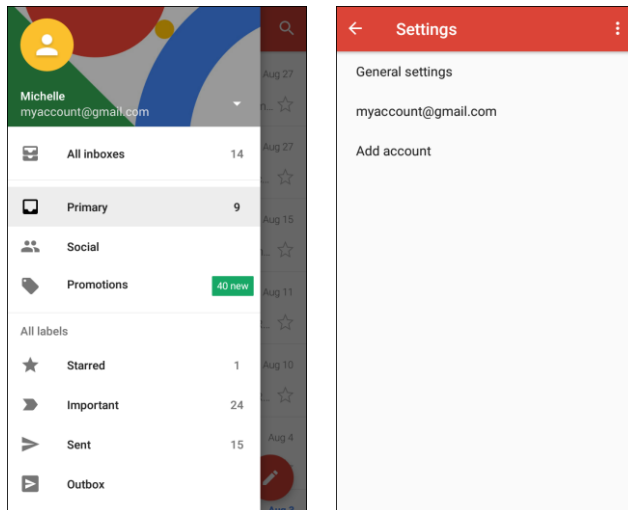 Michelle
myaccount@gmail.com
All inboxes 14
Primary 9
Social
Promotions 40 new
All labels
Starred 1
Important 24
Sent 15
Outbox
Aug 27
Aug 27
Aug 15
Aug 11
Aug 10
Aug 4
Settings
General settings
myaccount@gmail.com
Add account